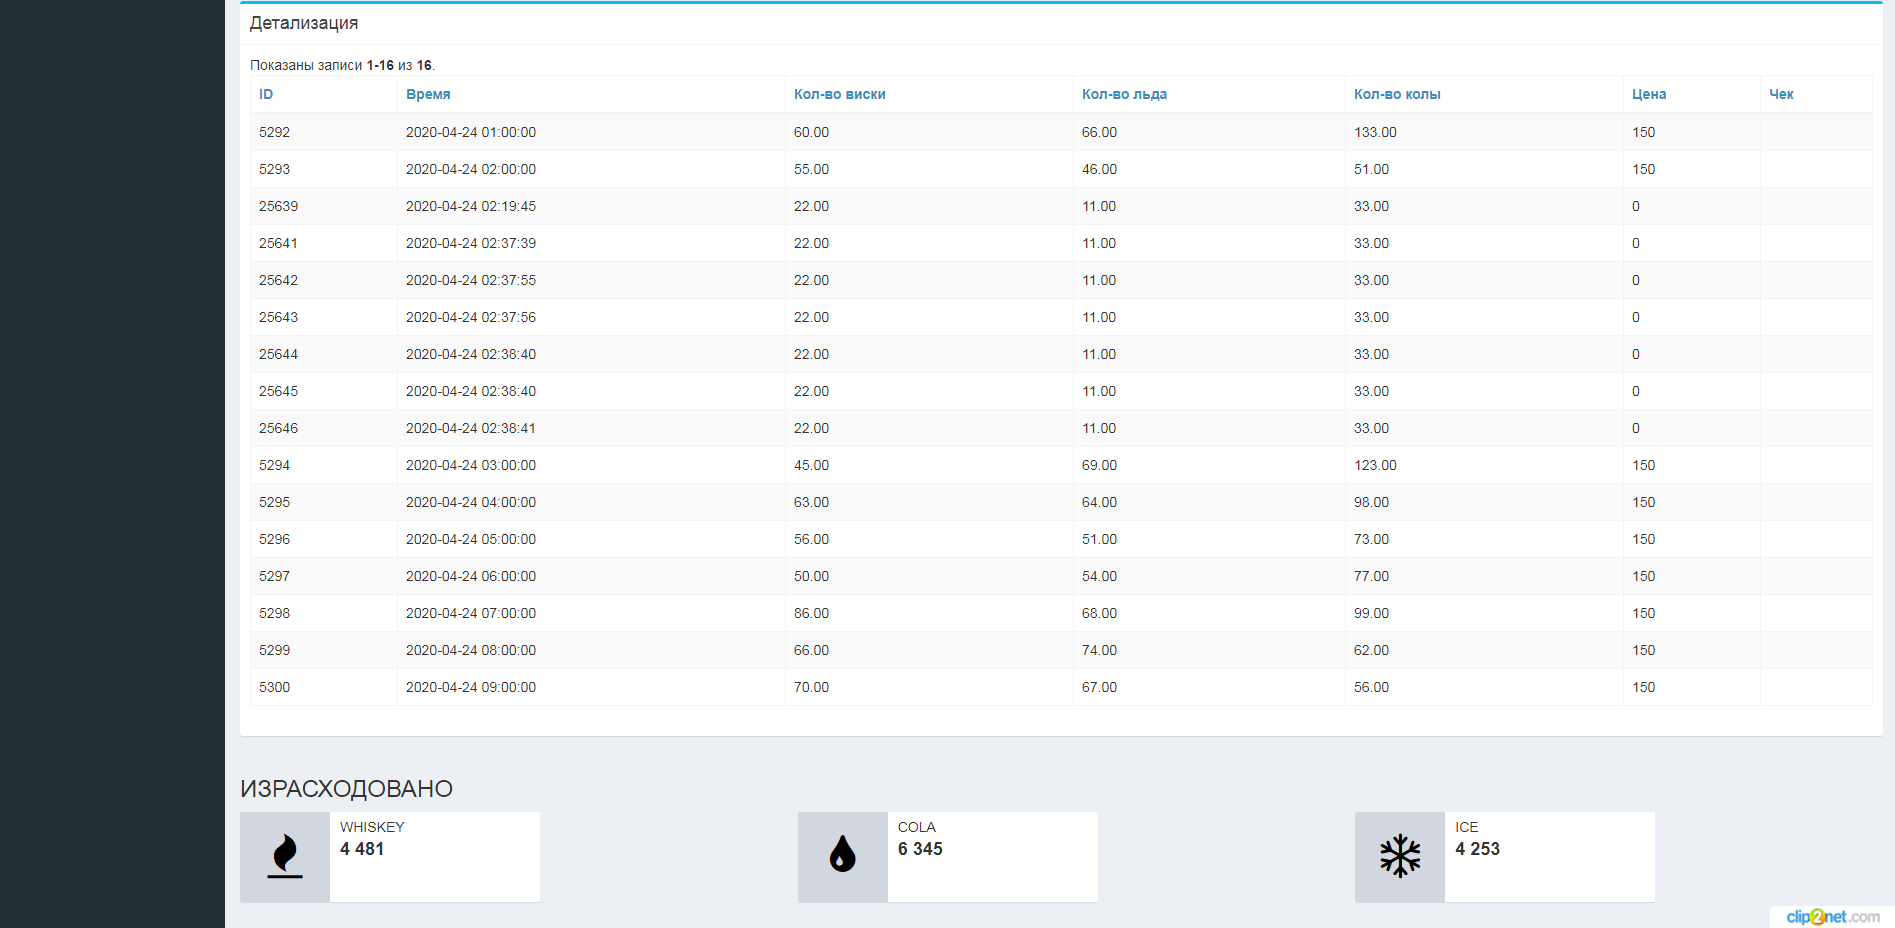 Детализация
Показаны записи 1-16 из 16.
ID Время Кол-во виски Кол-во льда Кол-во колы Цена Чек
5292 2020-04-24 01:00:00 60.00 66.00 133.00 150
5293 2020-04-24 02:00:00 55.00 46.00 51.00 150
25639 2020-04-24 02:19:45 22.00 11.00 33.00 0
25641 2020-04-24 02:37:39 22.00 11.00 33.00 0
25642 2020-04-24 02:37:55 22.00 11.00 33.00 0
25643 2020-04-24 02:37:56 22.00 11.00 33.00 0
25644 2020-04-24 02:38:40 22.00 11.00 33.00 0
25645 2020-04-24 02:38:40 22.00 11.00 33.00 0
25646 2020-04-24 02:38:41 22.00 11.00 33.00 0
5294 2020-04-24 03:00:00 45.00 69.00 123.00 150
5295 2020-04-24 04:00:00 63.00 64.00 98.00 150
5296 2020-04-24 05:00:00 56.00 51.00 73.00 150
5297 2020-04-24 06:00:00 50.00 54.00 77.00 150
5298 2020-04-24 07:00:00 86.00 68.00 99.00 150
5299 2020-04-24 08:00:00 66.00 74.00 62.00 150
5300 2020-04-24 09:00:00 70.00 67.00 56.00 150
ИЗРАСХОДОВАНО
WHISKEY COLA ICE
4 481 6 345 4 253
clip2net.com